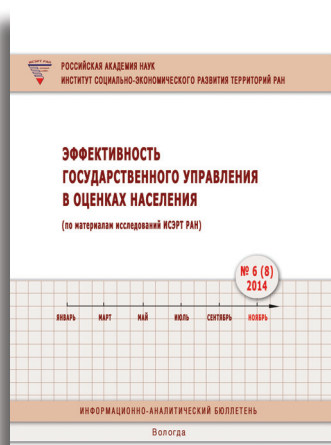 РОССИЙСКАЯ АКАДЕМИЯ НАУК
ИНСТИТУТ СОЦИАЛЬНО-ЭКОНОМИЧЕСКОГО РАЗВИТИЯ ТЕРРИТОРИЙ РАН
ЭФФЕКТИВНОСТЬ
ГОСУДАРСТВЕННОГО УПРАВЛЕНИЯ
В ОЦЕНКАХ НАСЕЛЕНИЯ
(по материалам исследований ИСЭРТ РАН)
№ 6 (8)
2014
ЯНВАРЬ МАРТ МАЙ ИЮЛЬ СЕНТЯБРЬ НОЯБРЬ
ИНФОРМАЦИОННО-АНАЛИТИЧЕСКИЙ БЮЛЛЕТЕНЬ
Вологда